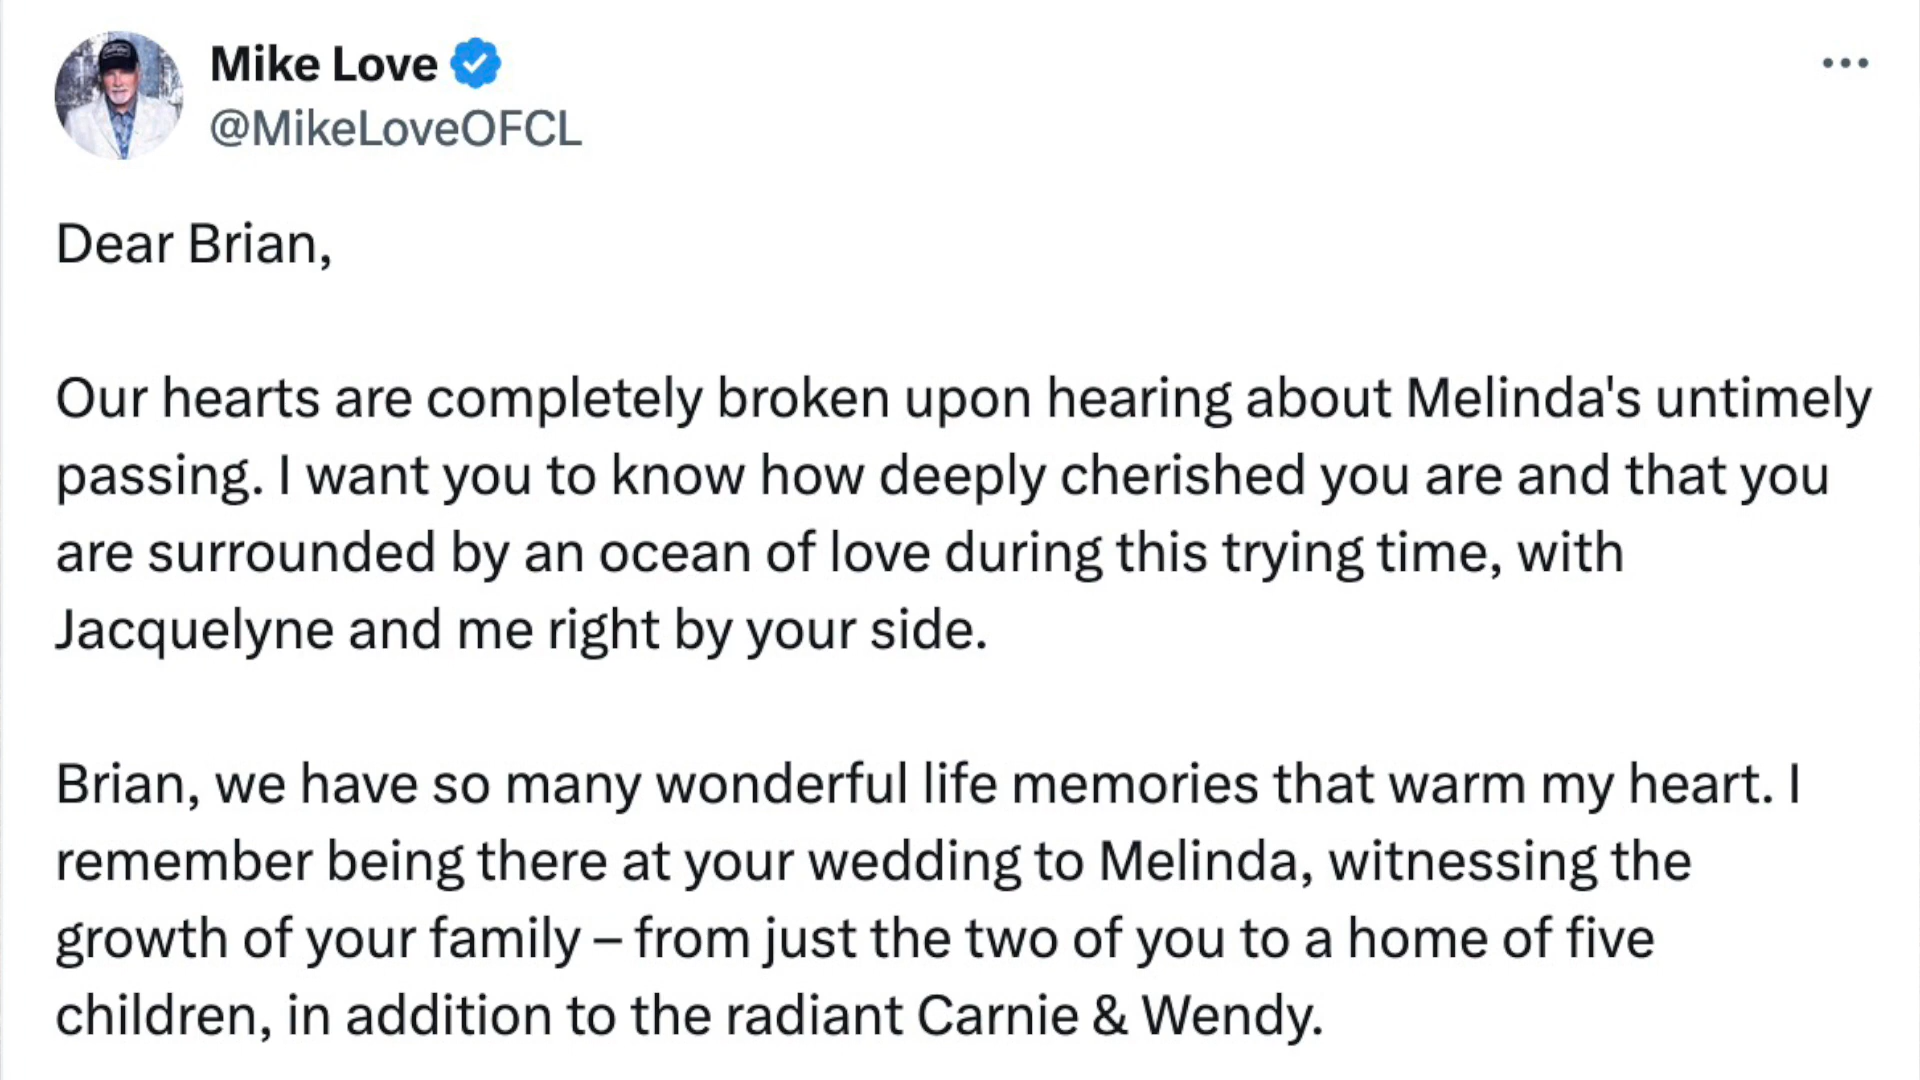 Mike Love
@MikeLoveOFCL
Dear Brian,
Our hearts are completely broken upon hearing about Melinda's untimely
passing. I want you to know how deeply cherished you are and that you
are surrounded by an ocean of love during this trying time, with
Jacquelyne and me right by your side.
Brian, we have so many wonderful life memories that warm my heart. I
remember being there at your wedding to Melinda, witnessing the
growth of your family – from just the two of you to a home of five
children, in addition to the radiant Carnie & Wendy.